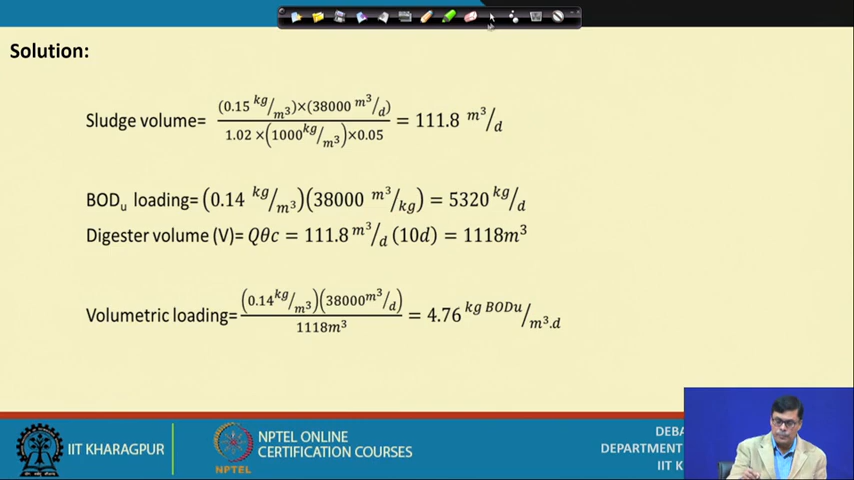 Solution:
Sludge volume= (0.15 kg/m³)×(38000 m³/d) / 1.02 ×(1000kg/m³)×0.05 = 111.8 m³/d
BODu loading= (0.14 kg/m³)(38000 m³/kg) = 5320 kg/d
Digester volume (V)= Qθc = 111.8 m³/d (10d) = 1118m³
Volumetric loading= (0.14kg/m³)(38000m³/d) / 1118m³ = 4.76 kg BODu/m³.d
IIT KHARAGPUR
NPTEL
NPTEL ONLINE
CERTIFICATION COURSES
DEBA
DEPARTMENT
IIT K